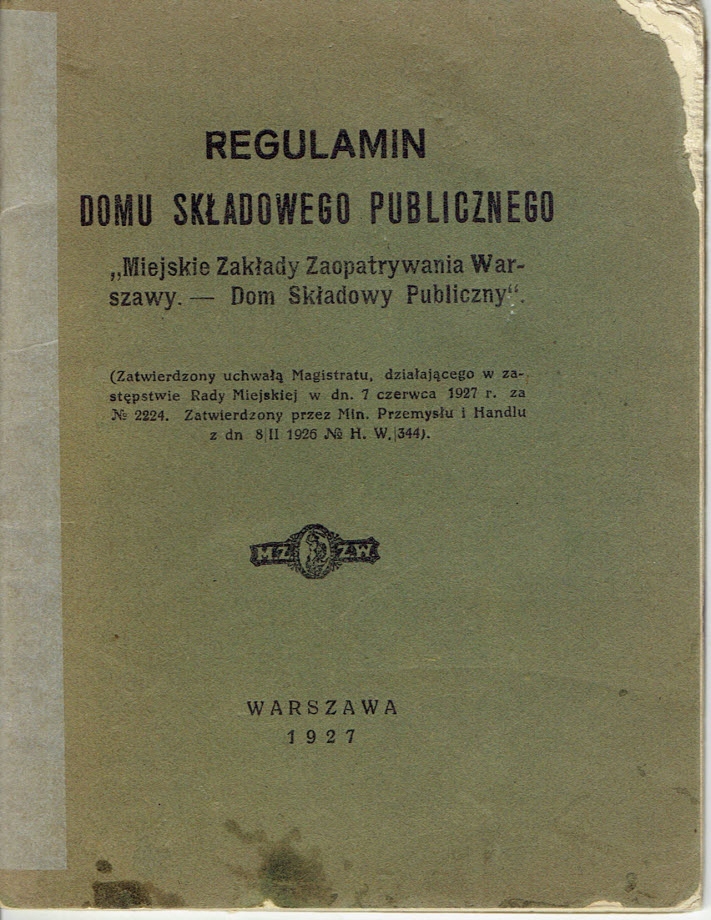 REGULAMIN
DOMU SKŁADOWEGO PUBLICZNEGO
„Miejskie Zakłady Zaopatrywania War-
szawy. — Dom Składowy Publiczny“.
(Zatwierdzony uchwałą Magistratu, działającego w za-
stępstwie Rady Miejskiej w dn. 7 czerwca 1927 r. za
№ 2224. Zatwierdzony przez Min. Przemysłu i Handlu
z dn 8|II 1926 № H. W.|344).
M.Z. Z.W.
WARSZAWA
1927